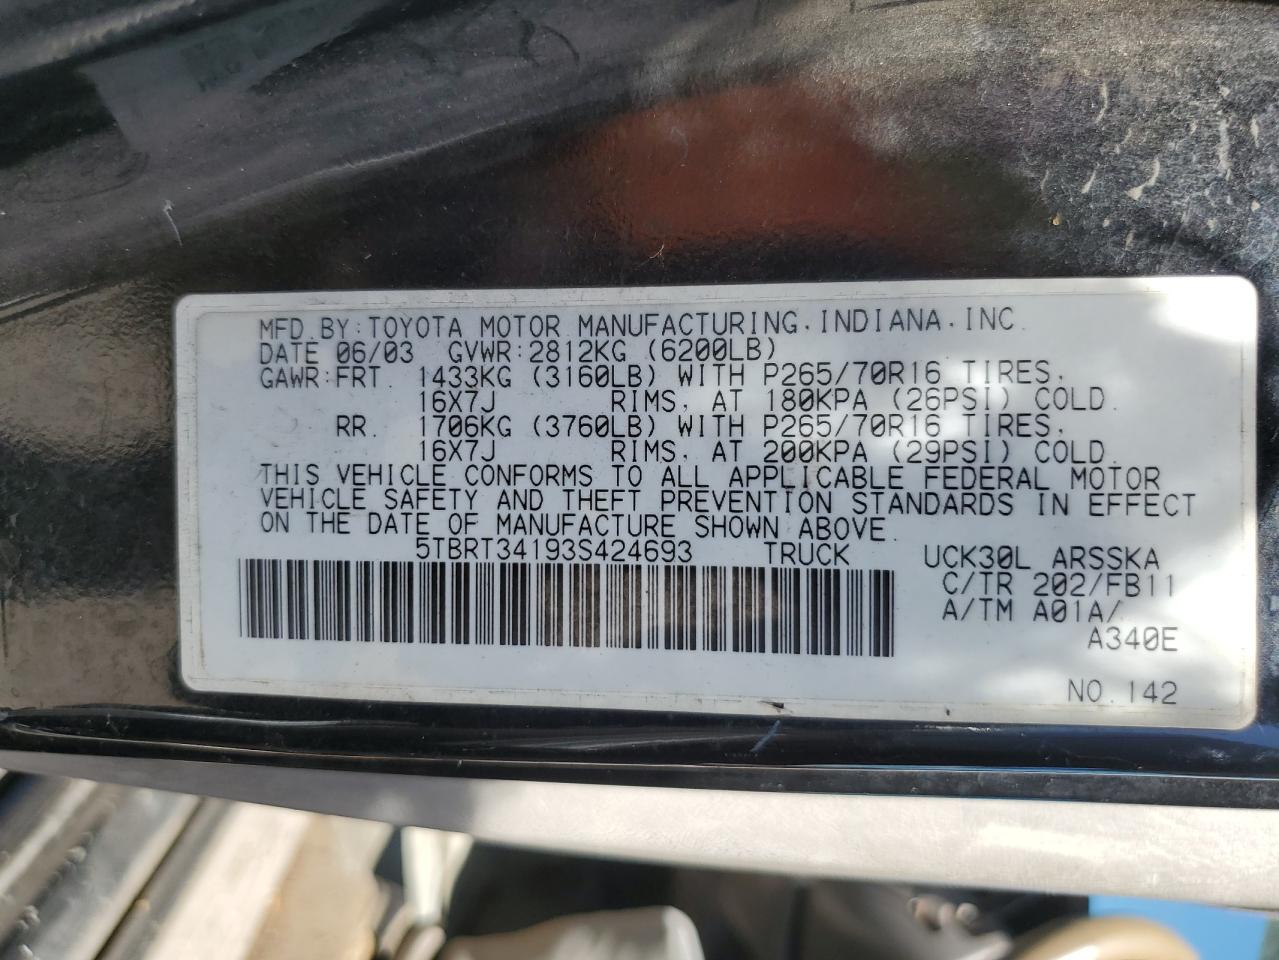 MFD. BY: TOYOTA MOTOR MANUFACTURING, INDIANA, INC.
DATE 06/03 GVWR: 2812KG (6200LB)
GAWR: FRT. 1433KG (3160LB) WITH P265/70R16 TIRES,
16X7J RIMS, AT 180KPA (26PSI) COLD.
RR. 1706KG (3760LB) WITH P265/70R16 TIRES,
16X7J RIMS, AT 200KPA (29PSI) COLD.
THIS VEHICLE CONFORMS TO ALL APPLICABLE FEDERAL MOTOR
VEHICLE SAFETY AND THEFT PREVENTION STANDARDS IN EFFECT
ON THE DATE OF MANUFACTURE SHOWN ABOVE.
5TBRT34193S424693 TRUCK UCK30L ARSSKA
C/TR 202/FB11
A/TM A01A/
A340E
NO. 142